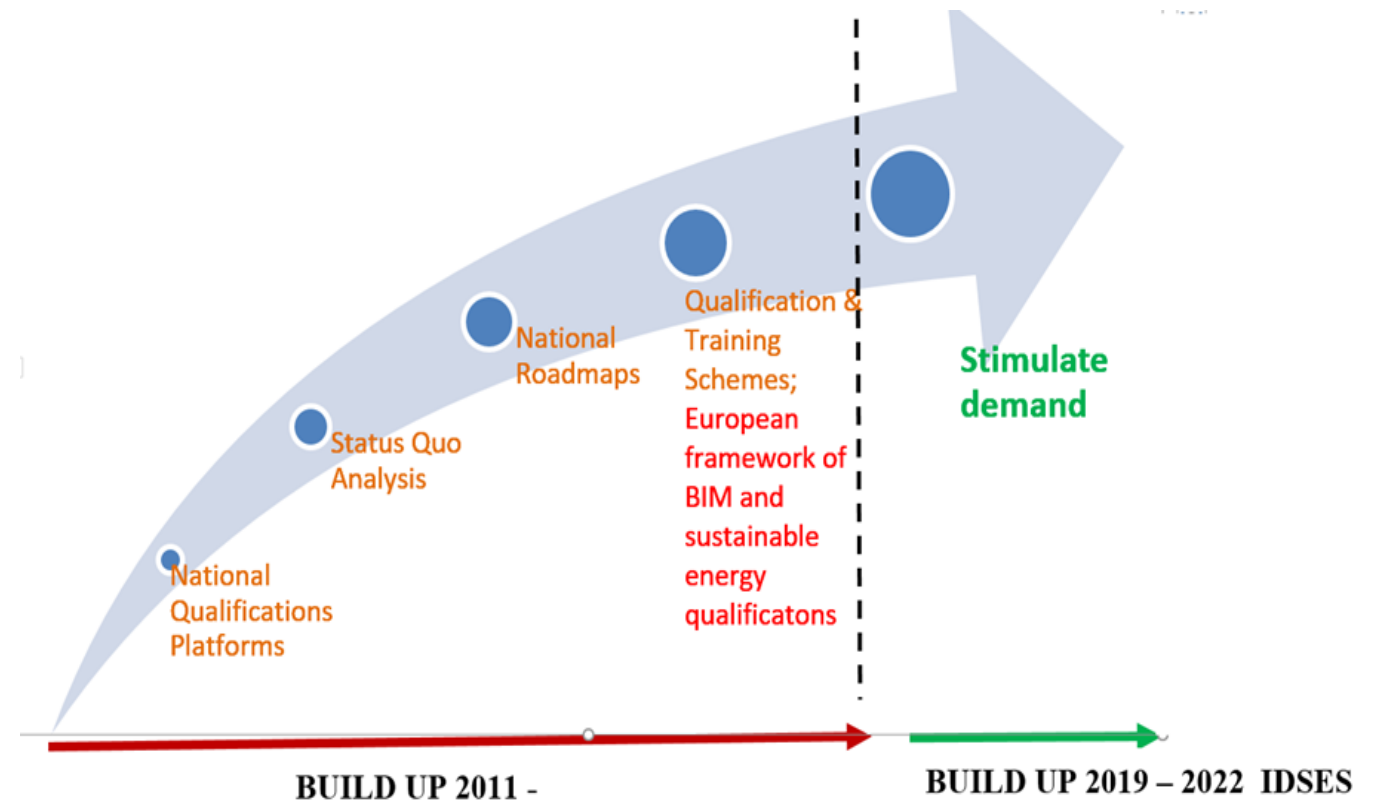 National
Qualifications
Platforms
Status Quo
Analysis
National
Roadmaps
Qualification &
Training
Schemes;
European
framework of
BIM and
sustainable
energy
qualificatons
Stimulate
demand
BUILD UP 2011 -
BUILD UP 2019 – 2022 IDSES